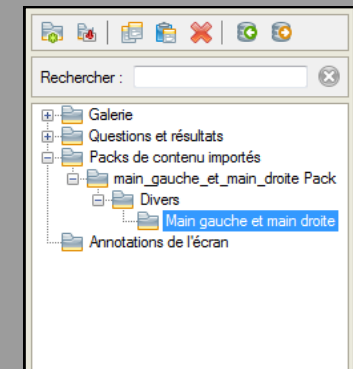 Rechercher :
Galerie
Questions et résultats
Packs de contenu importés
main_gauche_et_main_droite Pack
Divers
Main gauche et main droite
Annotations de l'écran